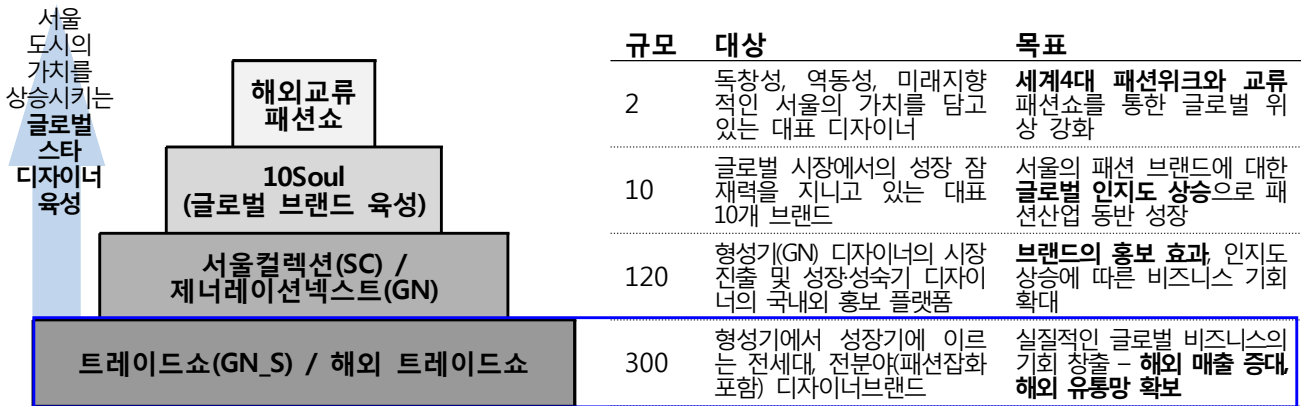 서울
도시의
가치를
상승시키는
글로벌
스타
디자이너
육성
해외교류
패션쇼
10Soul
(글로벌 브랜드 육성)
서울컬렉션(SC) /
제너레이션넥스트(GN)
트레이드쇼(GN_S) / 해외 트레이드쇼
규모 대상 목표
2
독창성, 역동성, 미래지향
적인 서울의 가치를 담고
있는 대표 디자이너
세계4대 패션위크와 교류
패션쇼를 통한 글로벌 위
상 강화
10
글로벌 시장에서의 성장 잠
재력을 지니고 있는 대표
10개 브랜드
서울의 패션 브랜드에 대한
글로벌 인지도 상승으로 패
션산업 동반 성장
120
형성기(GN) 디자이너의 시장
진출 및 성장·성숙기 디자이
너의 국내외 홍보 플랫폼
브랜드의 홍보 효과, 인지도
상승에 따른 비즈니스 기회
확대
300
형성기에서 성장기에 이르
는 전세대, 전분야(패션잡화
포함) 디자이너브랜드
실질적인 글로벌 비즈니스의
기회 창출 – 해외 매출 증대,
해외 유통망 확보